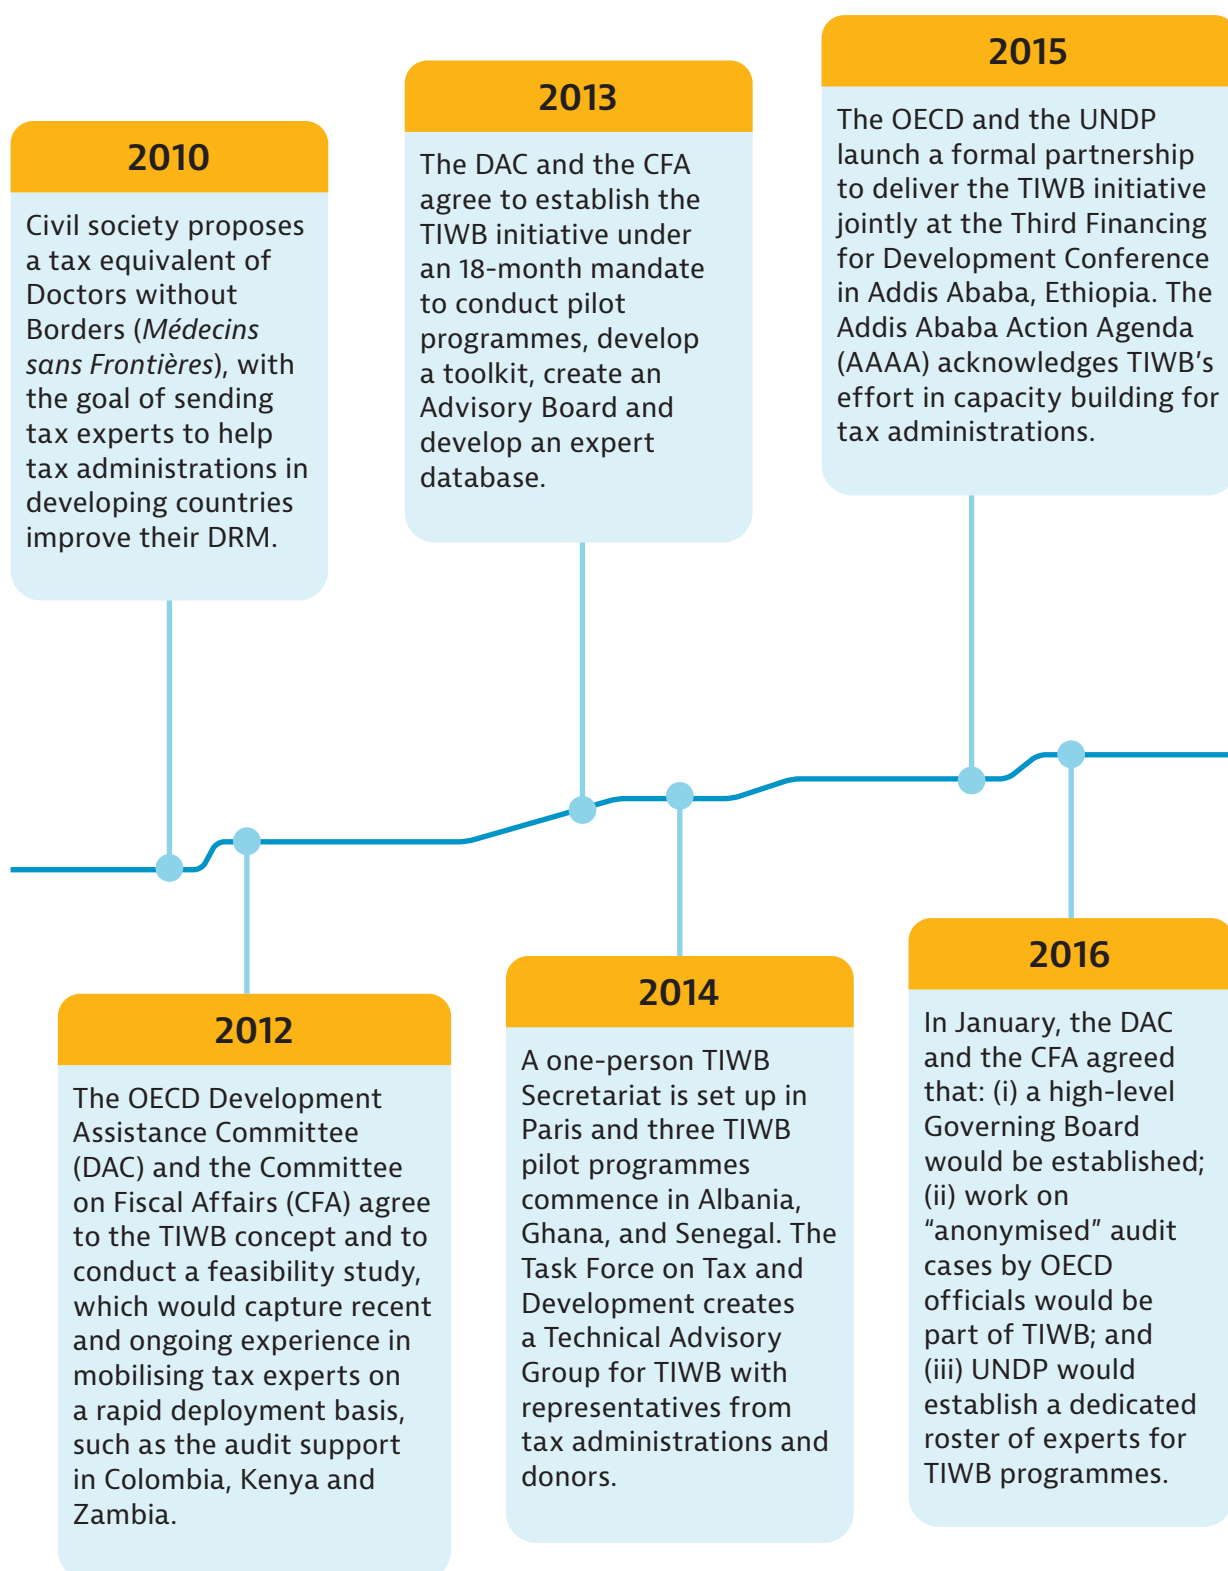 2010
Civil society proposes
a tax equivalent of
Doctors without
Borders (Médecins
sans Frontières), with
the goal of sending
tax experts to help
tax administrations in
developing countries
improve their DRM.
2012
The OECD Development
Assistance Committee
(DAC) and the Committee
on Fiscal Affairs (CFA) agree
to the TIWB concept and to
conduct a feasibility study,
which would capture recent
and ongoing experience in
mobilising tax experts on
a rapid deployment basis,
such as the audit support
in Colombia, Kenya and
Zambia.
2013
The DAC and the CFA
agree to establish the
TIWB initiative under
an 18-month mandate
to conduct pilot
programmes, develop
a toolkit, create an
Advisory Board and
develop an expert
database.
2014
A one-person TIWB
Secretariat is set up in
Paris and three TIWB
pilot programmes
commence in Albania,
Ghana, and Senegal. The
Task Force on Tax and
Development creates
a Technical Advisory
Group for TIWB with
representatives from
tax administrations and
donors.
2015
The OECD and the UNDP
launch a formal partnership
to deliver the TIWB initiative
jointly at the Third Financing
for Development Conference
in Addis Ababa, Ethiopia. The
Addis Ababa Action Agenda
(AAAA) acknowledges TIWB’s
effort in capacity building for
tax administrations.
2016
In January, the DAC
and the CFA agreed
that: (i) a high-level
Governing Board
would be established;
(ii) work on
“anonymised” audit
cases by OECD
officials would be
part of TIWB; and
(iii) UNDP would
establish a dedicated
roster of experts for
TIWB programmes.